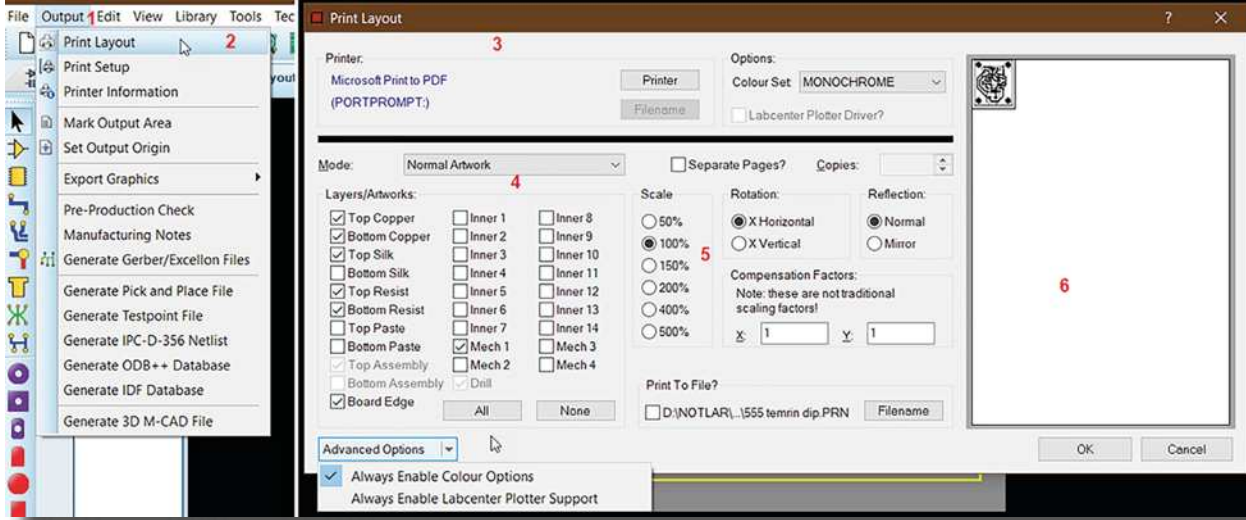 File Output 1 Edit View Library Tools Tec
Print Layout 2
Print Setup
Printer Information
Mark Output Area
Set Output Origin
Export Graphics
Pre-Production Check
Manufacturing Notes
Generate Gerber/Excellon Files
Generate Pick and Place File
Generate Testpoint File
Generate IPC-D-356 Netlist
Generate ODB++ Database
Generate IDF Database
Generate 3D M-CAD File
yout
Print Layout ? ×
3
Printer: Options:
Microsoft Print to PDF Printer Colour Set MONOCHROME
(PORTPROMPT:) Filename Labcenter Plotter Driver?
Mode: Normal Artwork Separate Pages? Copies:
4
Layers/Artworks: Scale Rotation: Reflection:
Top Copper Inner 1 Inner 8 50% X Horizontal Normal
Bottom Copper Inner 2 Inner 9 100% X Vertical Mirror
Top Silk Inner 3 Inner 10 150% 5
Bottom Silk Inner 4 Inner 11 200% Compensation Factors:
Top Resist Inner 5 Inner 12 400% Note: these are not traditional
Bottom Resist Inner 6 Inner 13 500% scaling factors!
Top Paste Inner 7 Inner 14 X: 1 Y: 1
Bottom Paste Mech 1 Mech 3
Top Assembly Mech 2 Mech 4
Bottom Assembly Drill Print To File?
Board Edge All None D:\NOTLAR\...\555 temrin dip.PRN Filename
6
Advanced Options OK Cancel
Always Enable Colour Options
Always Enable Labcenter Plotter Support